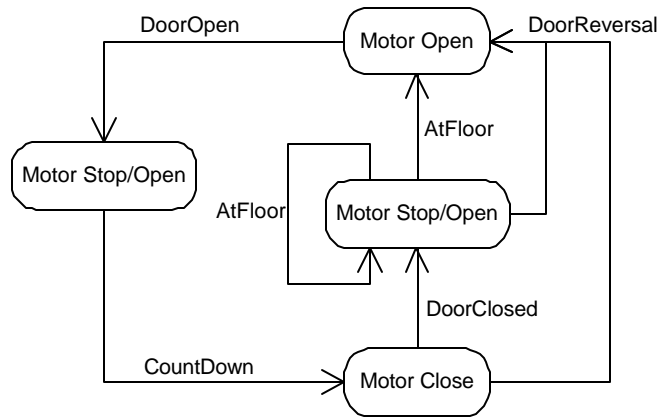 DoorOpen
Motor Open
DoorReversal
AtFloor
Motor Stop/Open
AtFloor
Motor Stop/Open
DoorClosed
CountDown
Motor Close